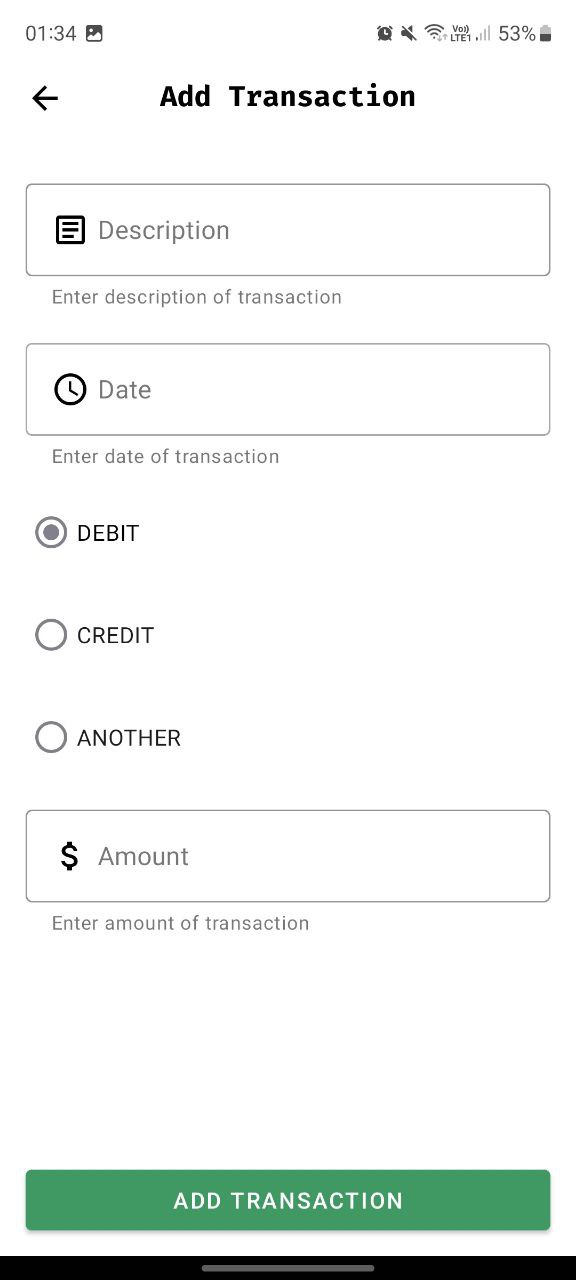 01:34 Vo)) LTE1 53%
Add Transaction
Description
Enter description of transaction
Date
Enter date of transaction
DEBIT
CREDIT
ANOTHER
$ Amount
Enter amount of transaction
ADD TRANSACTION